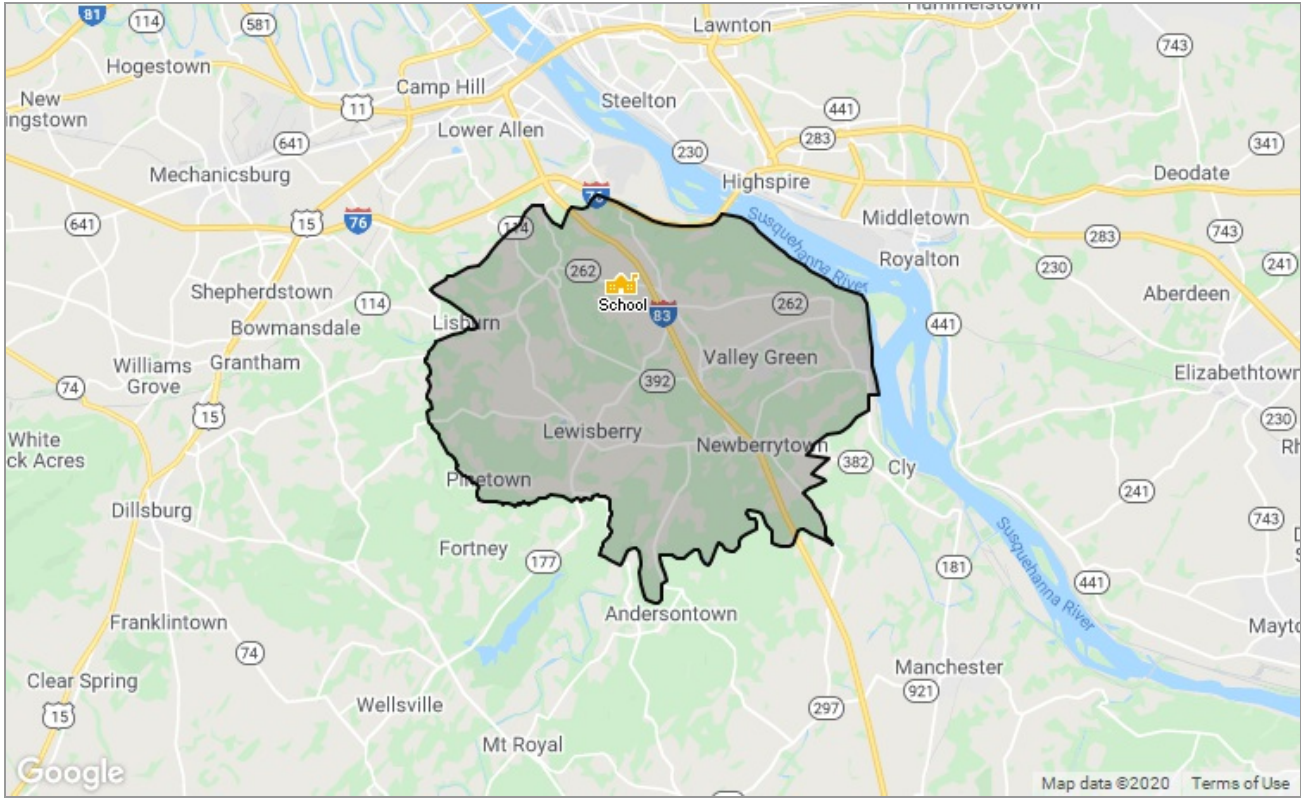 81
114
581
Lawnton
743
Hogestown
Camp Hill
11
New
ingstown
Steelton
441
Lower Allen
283
641
230
341
Mechanicsburg
Highspire
Deodate
15
76
641
Middletown
114
Susquehanna River
283
743
Royalton
230
241
262
School
Shepherdstown
114
262
Aberdeen
Bowmansdale
Lisburn
83
441
Williams
Grove
Grantham
Valley Green
74
392
Elizabethtown
15
230
White
ck Acres
Lewisberry
Newberrytown
382
Cly
Pinetown
241
Dillsburg
743
Susquehanna River
Fortney
177
181
441
Andersontown
Franklintown
74
Manchester
921
Clear Spring
15
Wellsville
297
Mt Royal
Google
Map data ©2020
Terms of Use